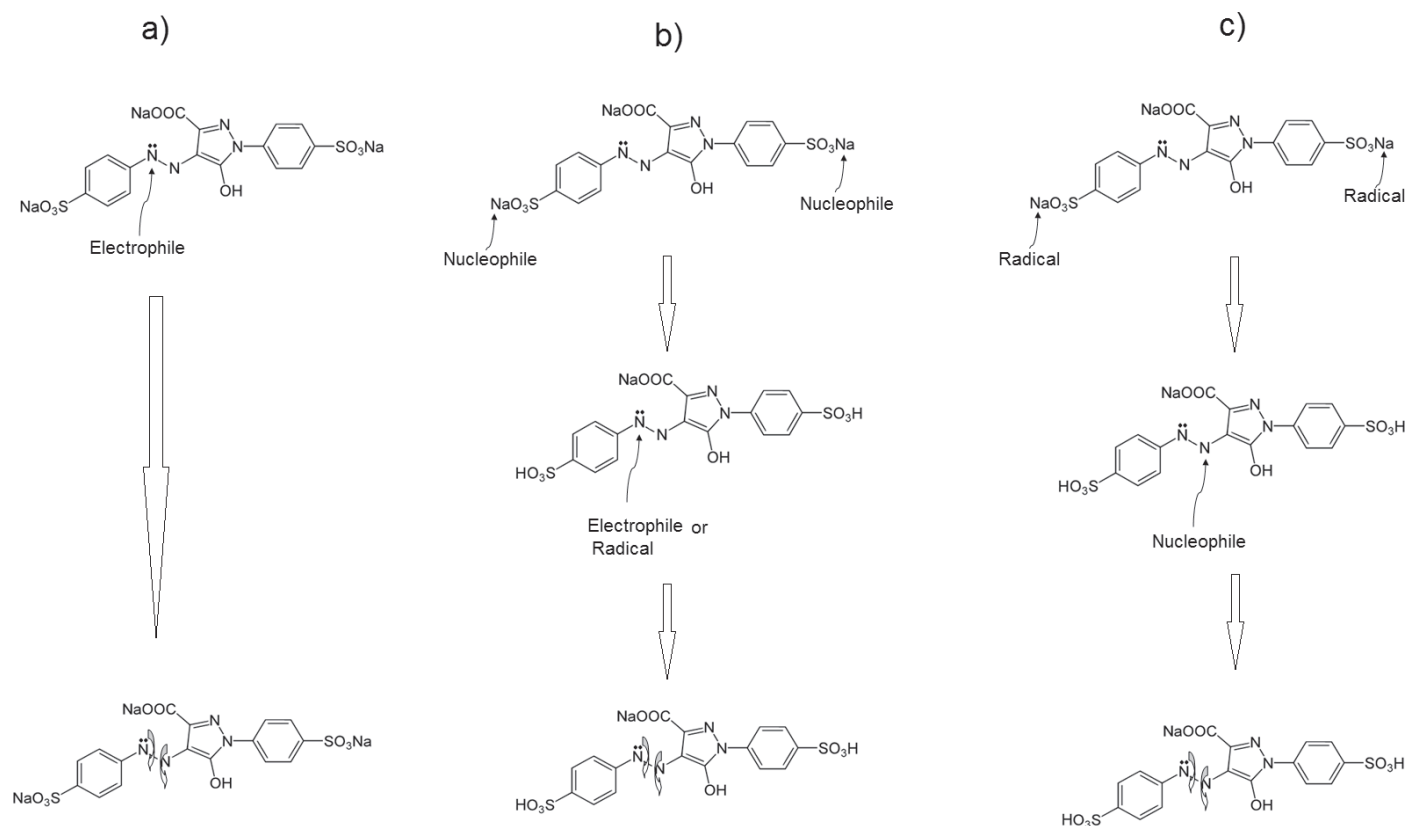 a)
NaOOC
N
N
N
N
SO₃Na
OH
NaO₃S
Electrophile
NaOOC
N
N
N
N
SO₃Na
OH
NaO₃S
b)
NaOOC
N
N
N
N
SO₃Na
OH
NaO₃S
Nucleophile
Nucleophile
NaOOC
N
N
N
N
SO₃H
OH
HO₃S
Electrophile or
Radical
NaOOC
N
N
N
N
SO₃H
OH
HO₃S
c)
NaOOC
N
N
N
N
SO₃Na
OH
NaO₃S
Radical
Radical
NaOOC
N
N
N
N
SO₃H
OH
HO₃S
Nucleophile
NaOOC
N
N
N
N
SO₃H
OH
HO₃S